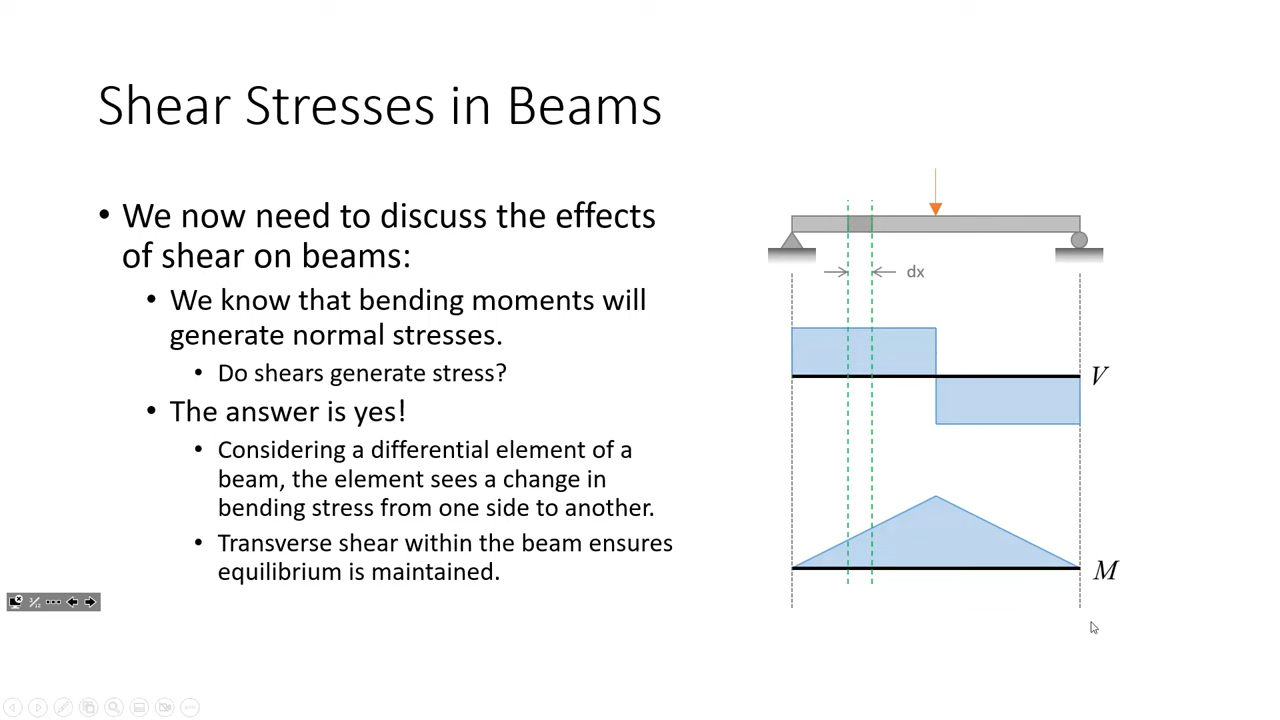 Shear Stresses in Beams
• We now need to discuss the effects
of shear on beams:
• We know that bending moments will
generate normal stresses.
• Do shears generate stress?
• The answer is yes!
• Considering a differential element of a
beam, the element sees a change in
bending stress from one side to another.
• Transverse shear within the beam ensures
equilibrium is maintained.
dx
V
M
3/12